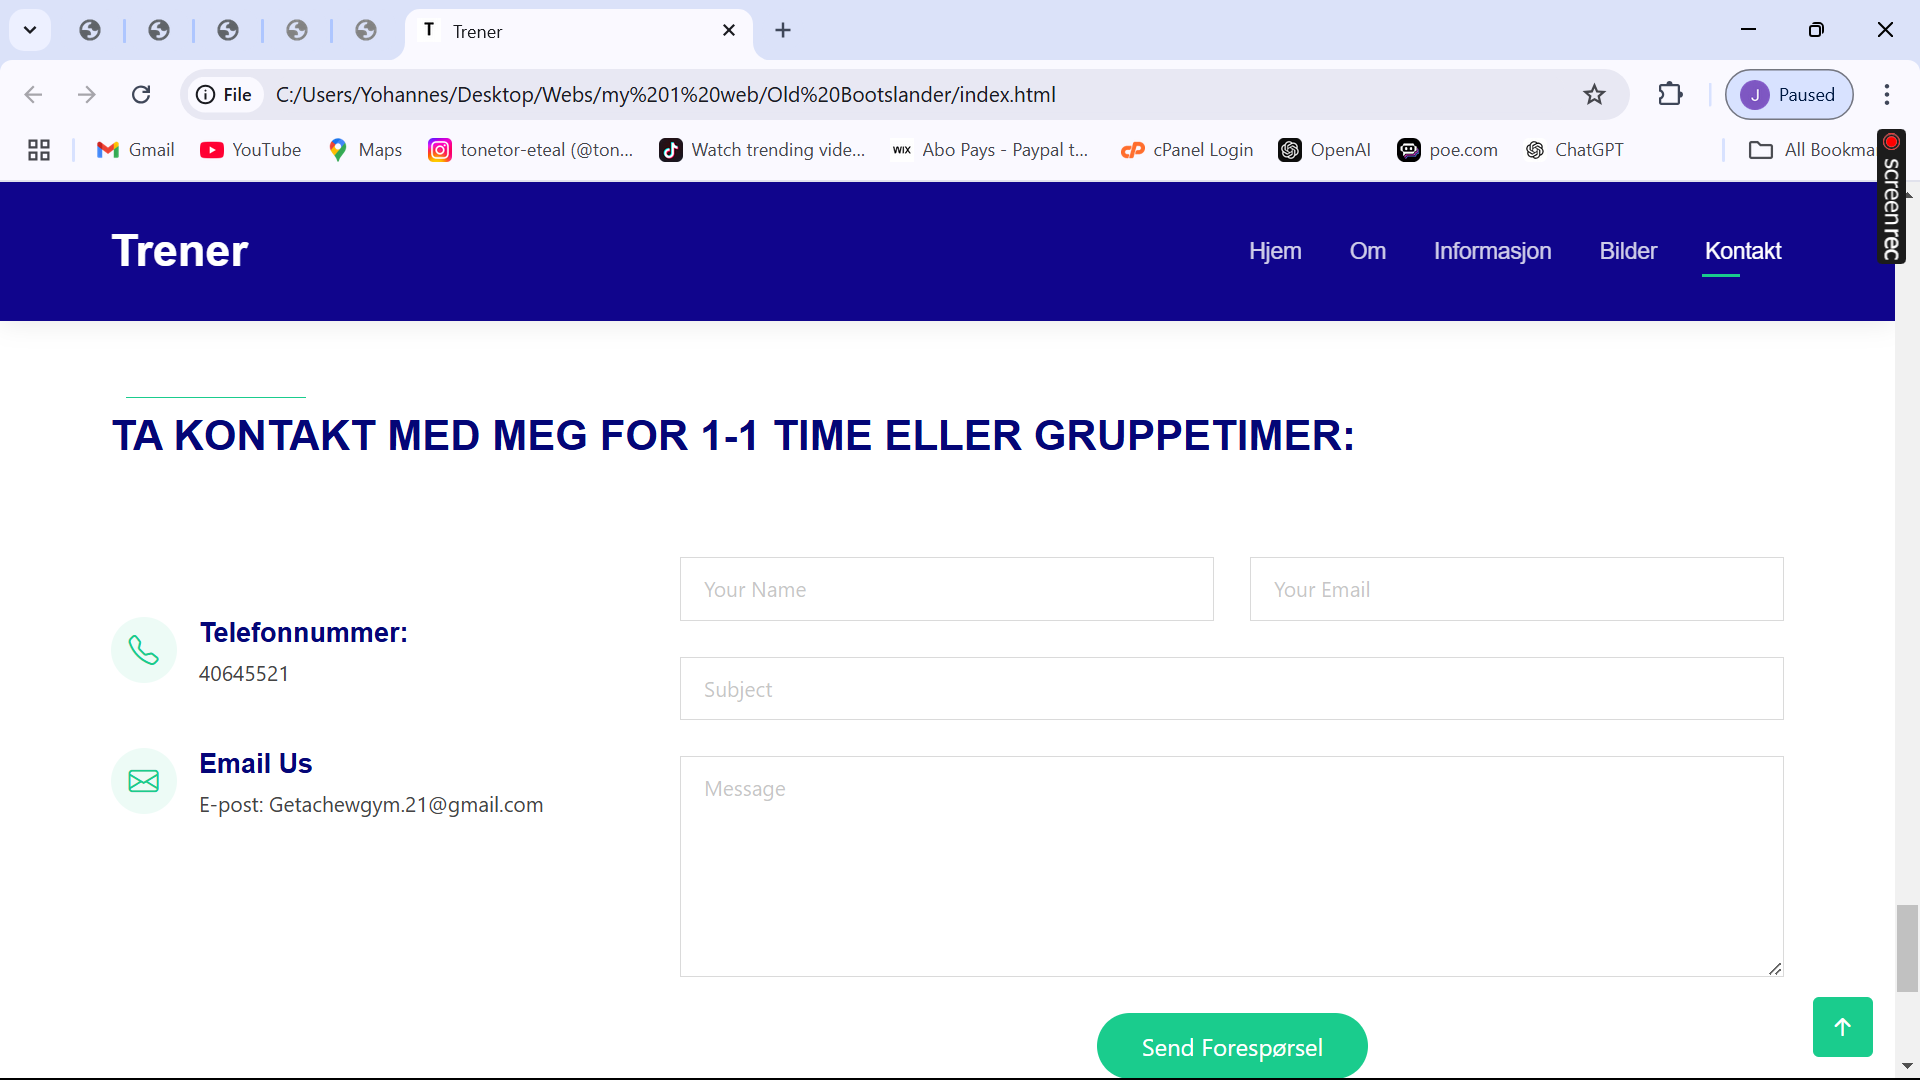 T Trener
File C:/Users/Yohannes/Desktop/Webs/my%201%20web/Old%20Bootslander/index.html J Paused
Gmail YouTube Maps tonetor-eteal (@ton... Watch trending vide... WIX Abo Pays - Paypal t... cP cPanel Login OpenAI poe.com ChatGPT All Bookma
screenrec
Trener Hjem Om Informasjon Bilder Kontakt
TA KONTAKT MED MEG FOR 1-1 TIME ELLER GRUPPETIMER:
Your Name Your Email
Telefonnummer:
40645521
Subject
Email Us
E-post: Getachewgym.21@gmail.com
Message
Send Forespørsel